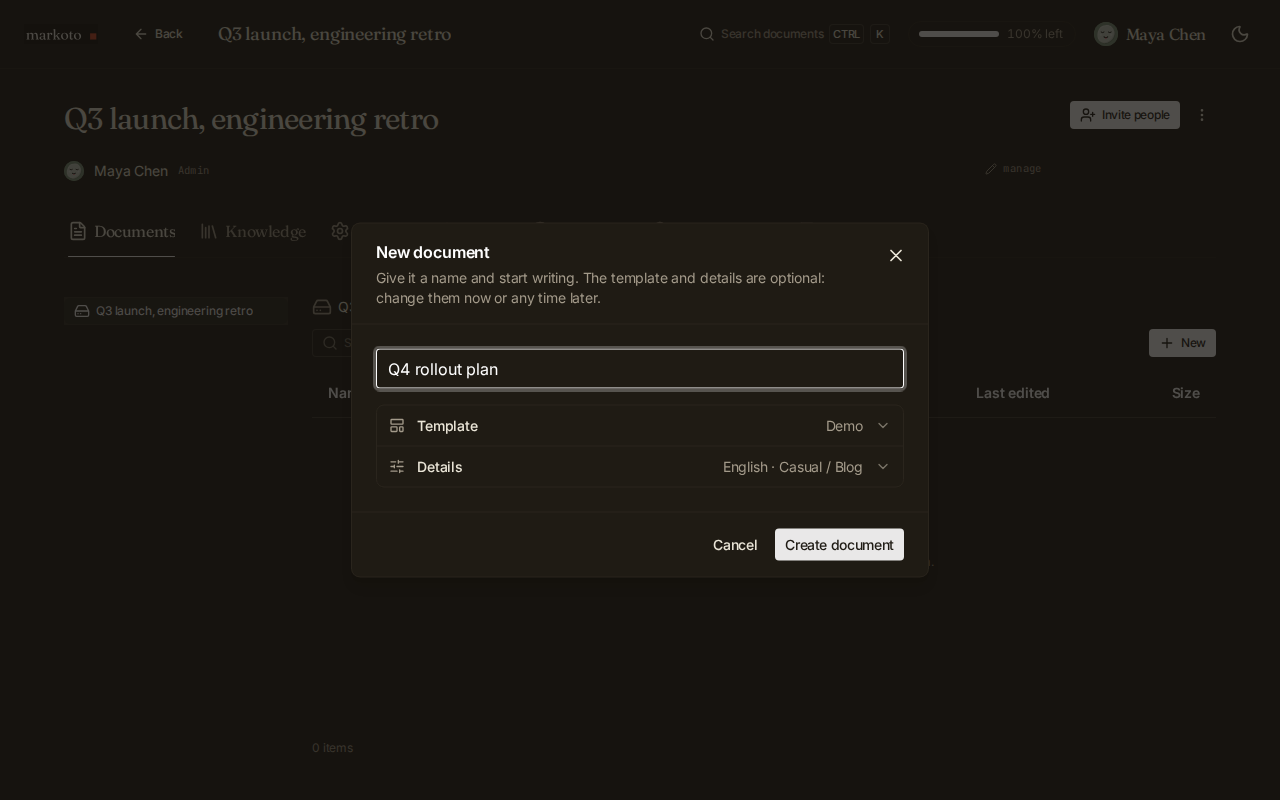 markoto
Back
Q3 launch, engineering retro
Search documents CTRL K
100% left
Maya Chen
Q3 launch, engineering retro
Invite people
Maya Chen Admin
manage
Documents
Knowledge
New document
Give it a name and start writing. The template and details are optional:
change them now or any time later.
Q3 launch, engineering retro
New
Q4 rollout plan
Last edited
Size
Template
Demo
Details
English · Casual / Blog
Cancel
Create document
0 items